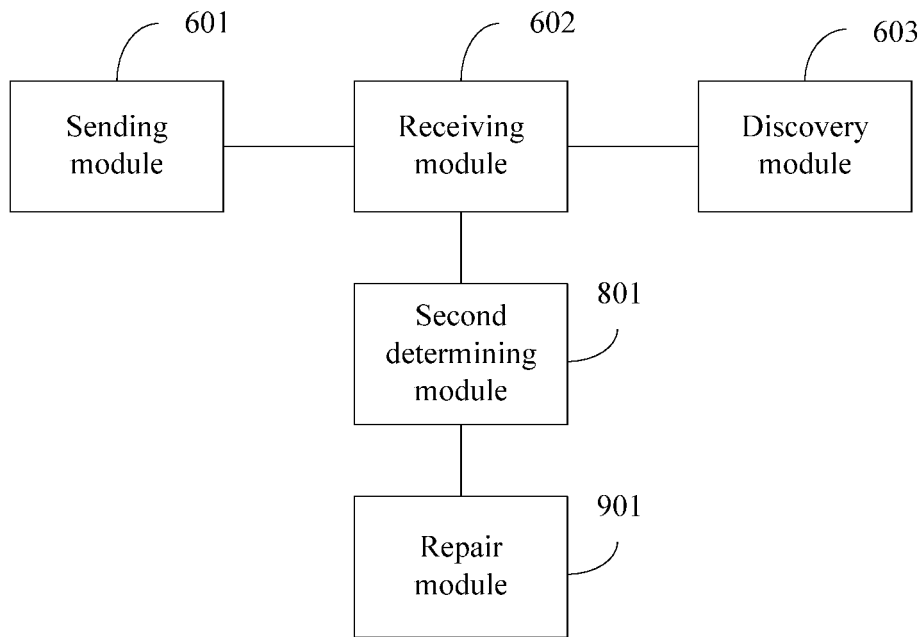 601
602
603
Sending
module
Receiving
module
Discovery
module
801
Second
determining
module
901
Repair
module